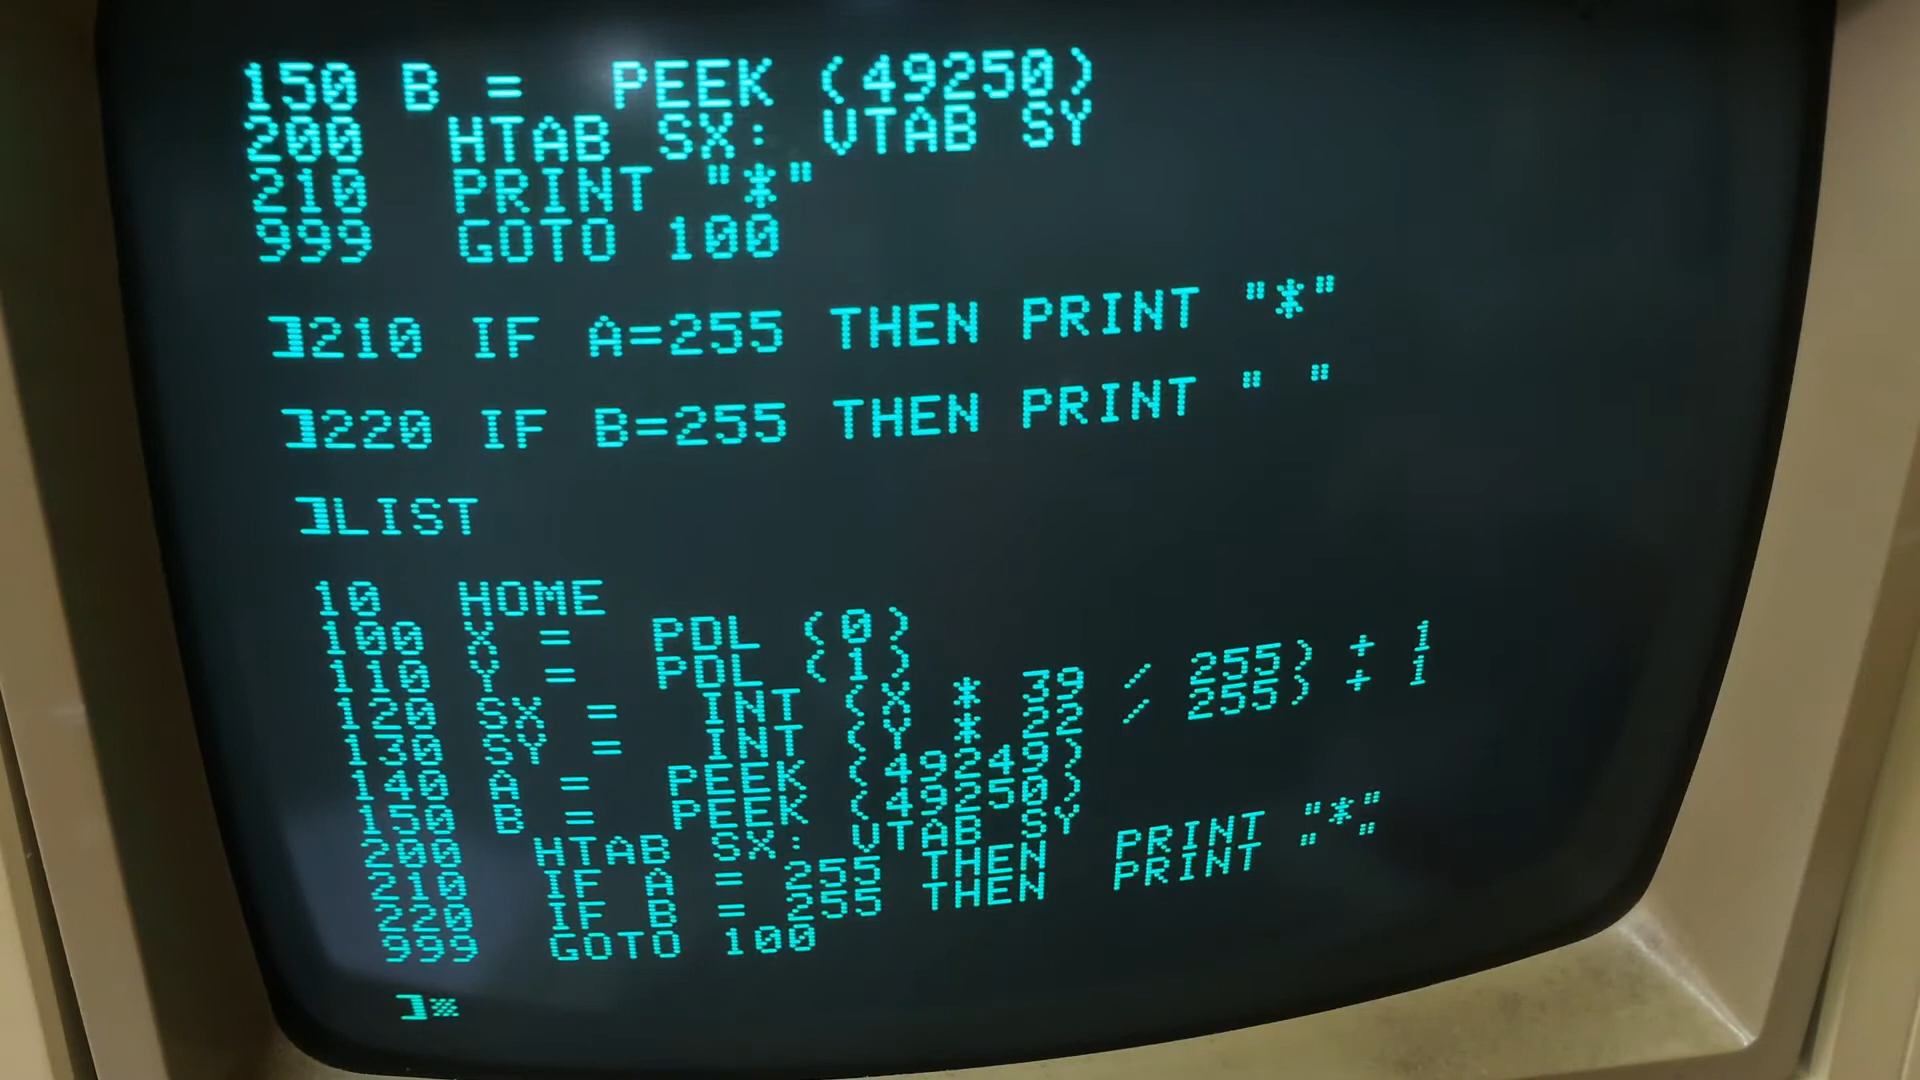 150 B =  PEEK (49250)
200  HTAB SX: VTAB SY
210  PRINT "*"
999  GOTO 100
]210 IF A=255 THEN PRINT "*"
]220 IF B=255 THEN PRINT " "
]LIST
10  HOME
100 X =  PDL (0)
110 Y =  PDL (1)
120 SX =  INT (X * 39 / 255) + 1
130 SY =  INT (Y * 22 / 255) + 1
140 A =  PEEK (49249)
150 B =  PEEK (49250)
200  HTAB SX: VTAB SY
210  IF A = 255 THEN  PRINT "*"
220  IF B = 255 THEN  PRINT " "
999  GOTO 100
]